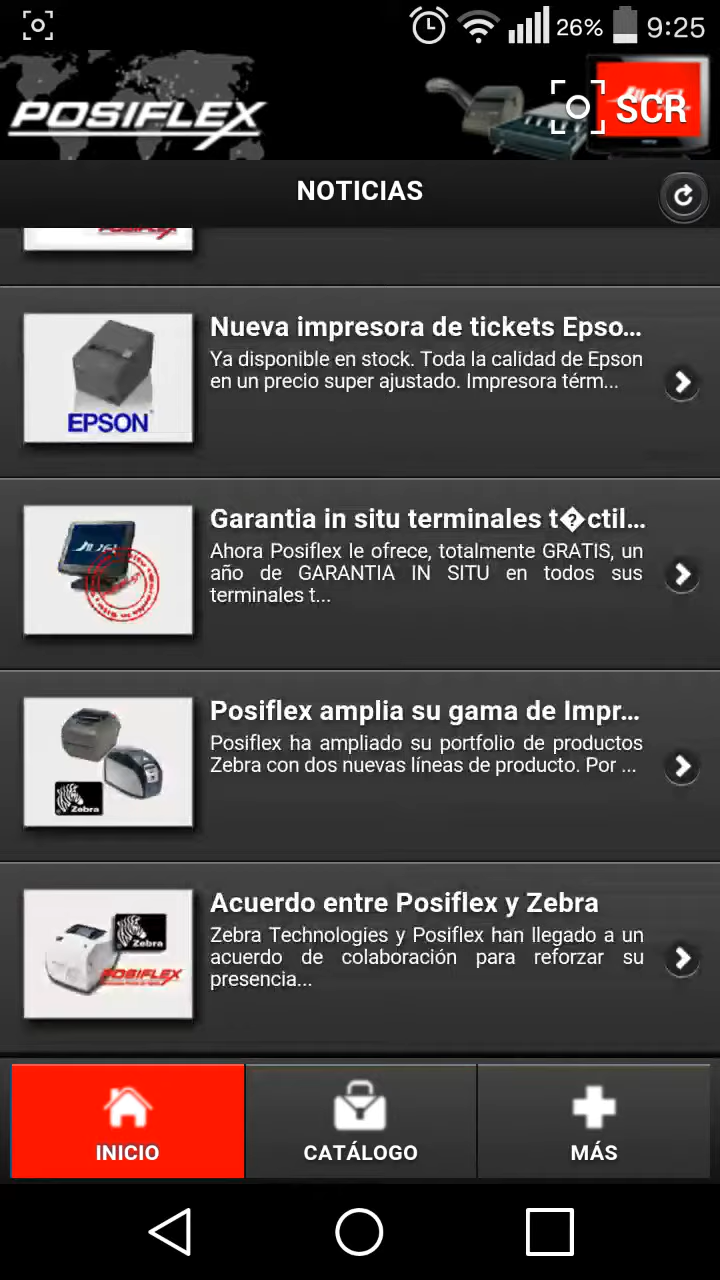 26% 9:25
POSIFLEX
SCR
NOTICIAS
Nueva impresora de tickets Epso...
Ya disponible en stock. Toda la calidad de Epson
en un precio super ajustado. Impresora térm...
EPSON
Garantia in situ terminales t�ctil...
Ahora Posiflex le ofrece, totalmente GRATIS, un
año de GARANTIA IN SITU en todos sus
terminales t...
Posiflex amplia su gama de Impr...
Posiflex ha ampliado su portfolio de productos
Zebra con dos nuevas líneas de producto. Por ...
Zebra
Acuerdo entre Posiflex y Zebra
Zebra Technologies y Posiflex han llegado a un
acuerdo de colaboración para reforzar su
presencia...
Zebra
POSIFLEX
INICIO
CATÁLOGO
MÁS